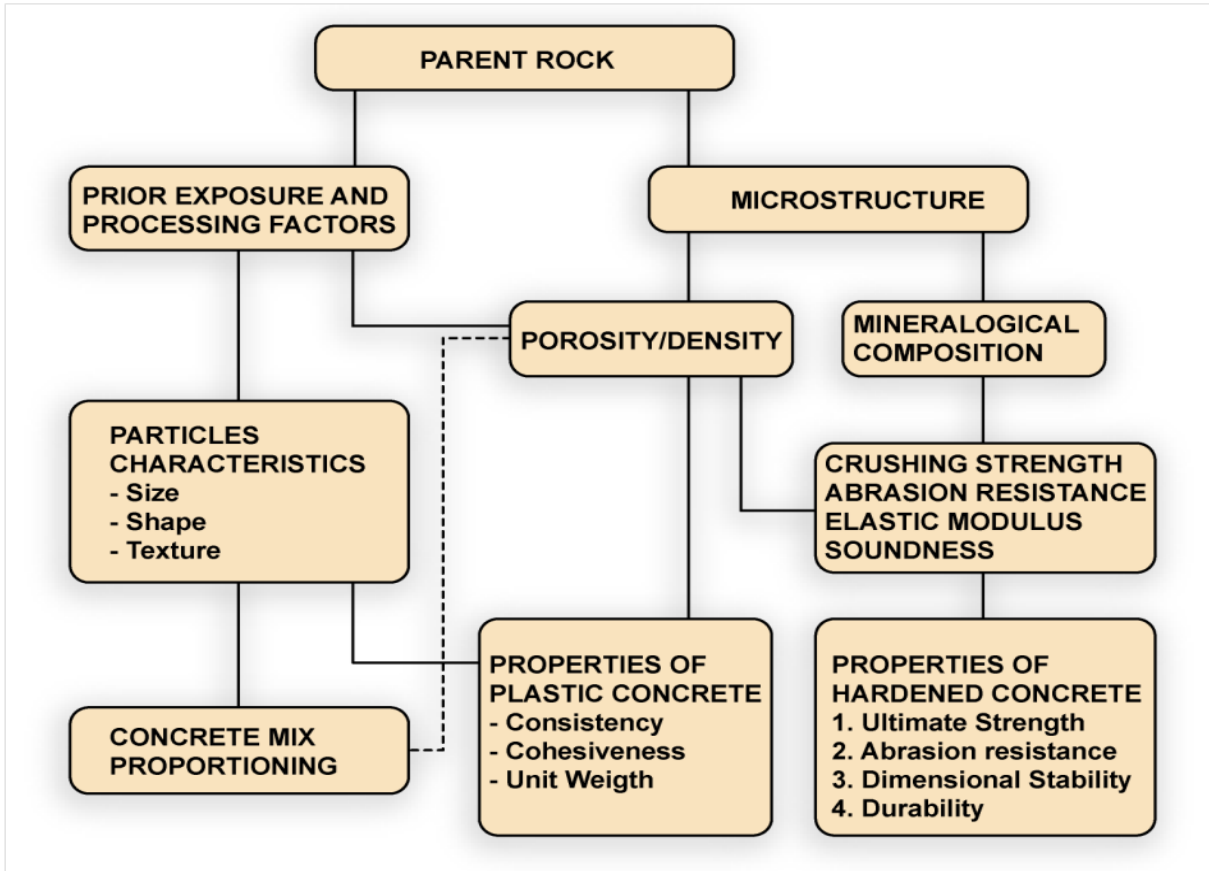 PARENT ROCK
PRIOR EXPOSURE AND
PROCESSING FACTORS
MICROSTRUCTURE
POROSITY/DENSITY
MINERALOGICAL
COMPOSITION
PARTICLES
CHARACTERISTICS
- Size
- Shape
- Texture
CRUSHING STRENGTH
ABRASION RESISTANCE
ELASTIC MODULUS
SOUNDNESS
CONCRETE MIX
PROPORTIONING
PROPERTIES OF
PLASTIC CONCRETE
- Consistency
- Cohesiveness
- Unit Weigth
PROPERTIES OF
HARDENED CONCRETE
1. Ultimate Strength
2. Abrasion resistance
3. Dimensional Stability
4. Durability